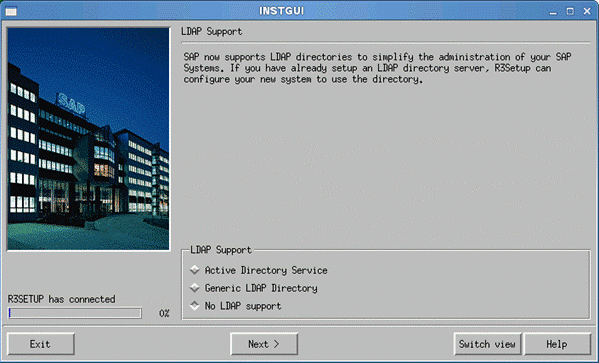 INSTGUI
LDAP Support
SAP now supports LDAP directories to simplify the administration of your SAP
Systems. If you have already setup an LDAP directory server, R3Setup can
configure your new system to use the directory.
SAP
LDAP Support
Active Directory Service
Generic LDAP Directory
No LDAP support
R3SETUP has connected
0%
Exit
Next >
Switch view
Help